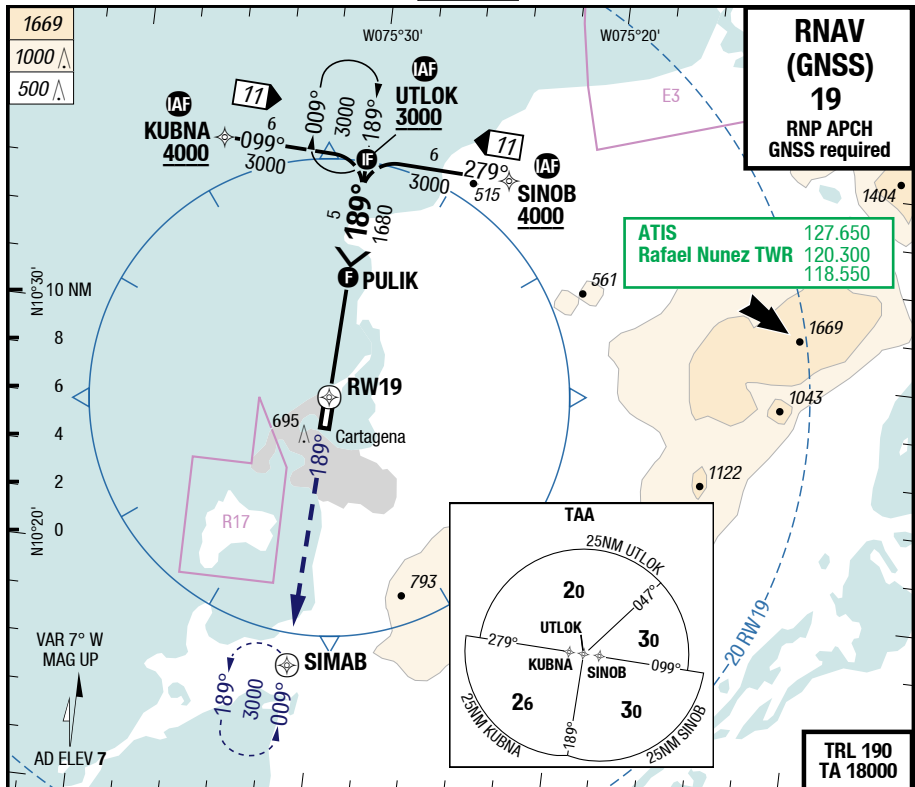 1669
1000
500
W075°30'
W075°20'
RNAV
(GNSS)
19
RNP APCH
GNSS required
E3
IAF
UTLOK
3000
IAF
KUBNA
4000
11
009°
3000
189°
6
099°
3000
IF
11
6
279°
3000
IAF
SINOB
4000
515
1404
5
189°
1680
ATIS 127.650
Rafael Nunez TWR 120.300
118.550
F PULIK
561
1669
N10°30'
10 NM
8
6
4
2
0
N10°20'
RW19
1043
695
Cartagena
189°
1122
R17
793
TAA
25NM UTLOK
20
047°
UTLOK
279°
30
KUBNA
SINOB
099°
26
189°
30
25NM KUBNA
25NM SINOB
20 RW19
VAR 7° W
MAG UP
AD ELEV 7
SIMAB
189°
3000
009°
TRL 190
TA 18000